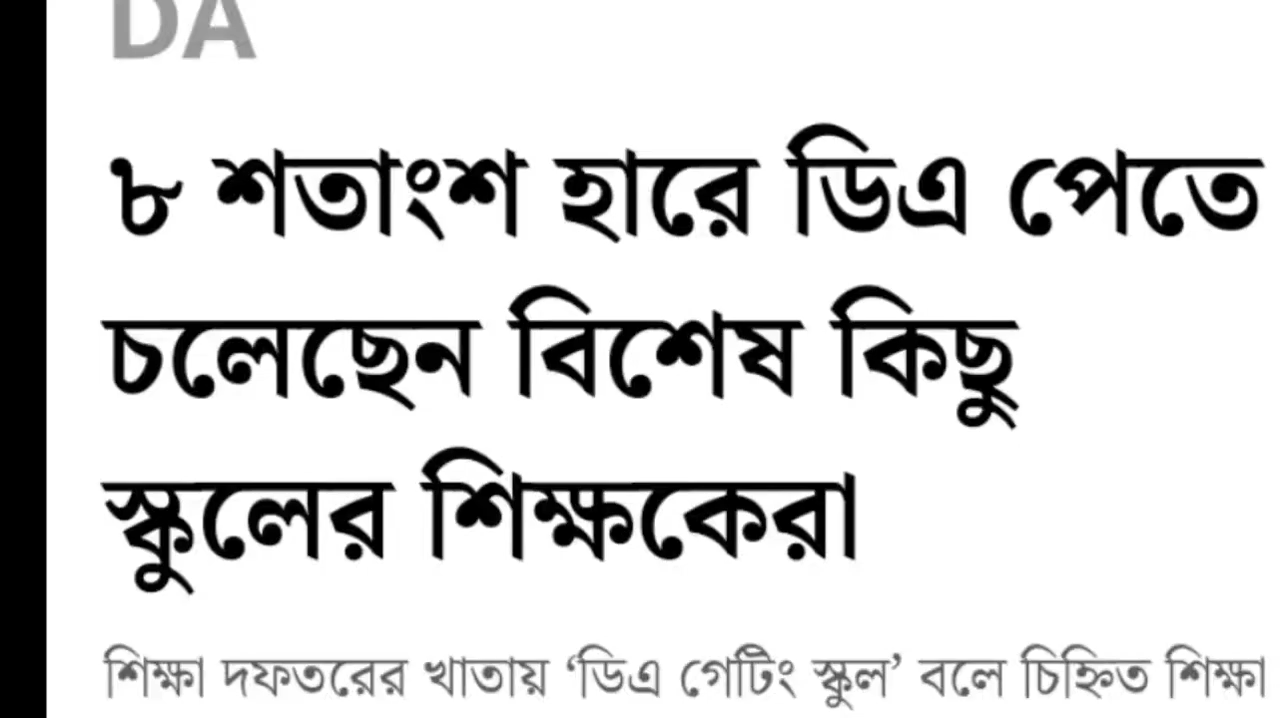 DA
৮ শতাংশ হারে ডিএ পেতে
চলেছেন বিশেষ কিছু
স্কুলের শিক্ষকেরা
শিক্ষা দফতরের খাতায় ‘ডিএ গেটিং স্কুল’ বলে চিহ্নিত শিক্ষা